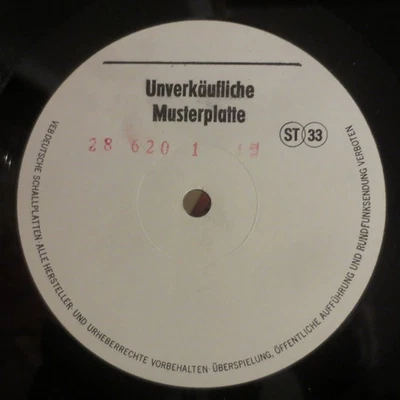 Unverkäufliche
Musterplatte
ST 33
28 620 1
VEB DEUTSCHE SCHALLPLATTEN · ALLE HERSTELLER- UND URHEBERRECHTE VORBEHALTEN · ÜBERSPIELUNG, ÖFFENTLICHE AUFFÜHRUNG UND RUNDFUNKSENDUNG VERBOTEN